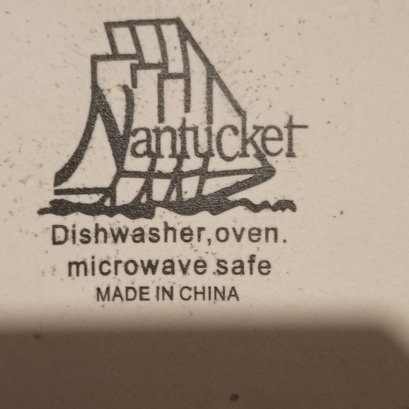 Nantucket
Dishwasher,oven.
microwave safe
MADE IN CHINA